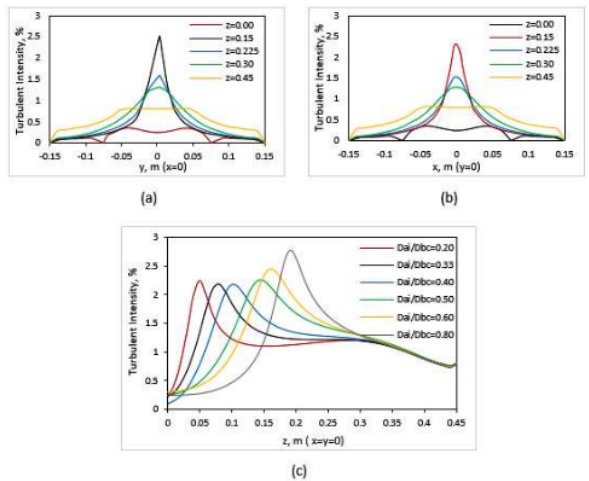 3
2.5
2
1.5
1
0.5
0
Turbulent Intensity, %
z=0.00
z=0.15
z=0.225
z=0.30
z=0.45
-0.15
-0.1
-0.05
0
0.05
0.1
0.15
y, m (x=0)
(a)
3
2.5
2
1.5
1
0.5
0
Turbulent Intensity, %
z=0.00
z=0.15
z=0.225
z=0.30
z=0.45
-0.15
-0.1
-0.05
0
0.05
0.1
0.15
x, m (y=0)
(b)
3
2.5
2
1.5
1
0.5
0
Turbulent Intensity, %
Dai/Dbc=0.20
Dai/Dbc=0.33
Dai/Dbc=0.40
Dai/Dbc=0.50
Dai/Dbc=0.60
Dai/Dbc=0.80
0
0.05
0.1
0.15
0.2
0.25
0.3
0.35
0.4
0.45
z, m ( x=y=0)
(c)